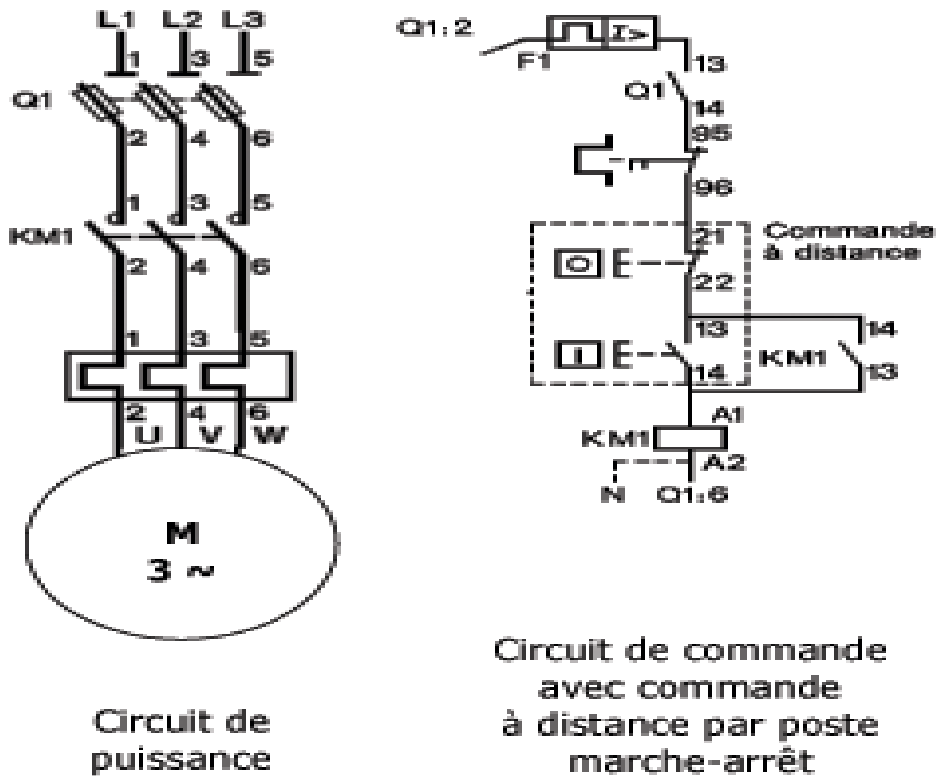 L1 L2 L3
1 3 5
Q1
2 4 6
1 3 5
KM1
2 4 6
1 3 5
2 4 6
U V W
M
3 ~
Circuit de
puissance
Q1:2
I>
F1
13
Q1
14
95
96
21
Commande
à distance
O
22
13
14
I
KM1
14
13
A1
KM1
A2
N Q1:6
Circuit de commande
avec commande
à distance par poste
marche-arrêt